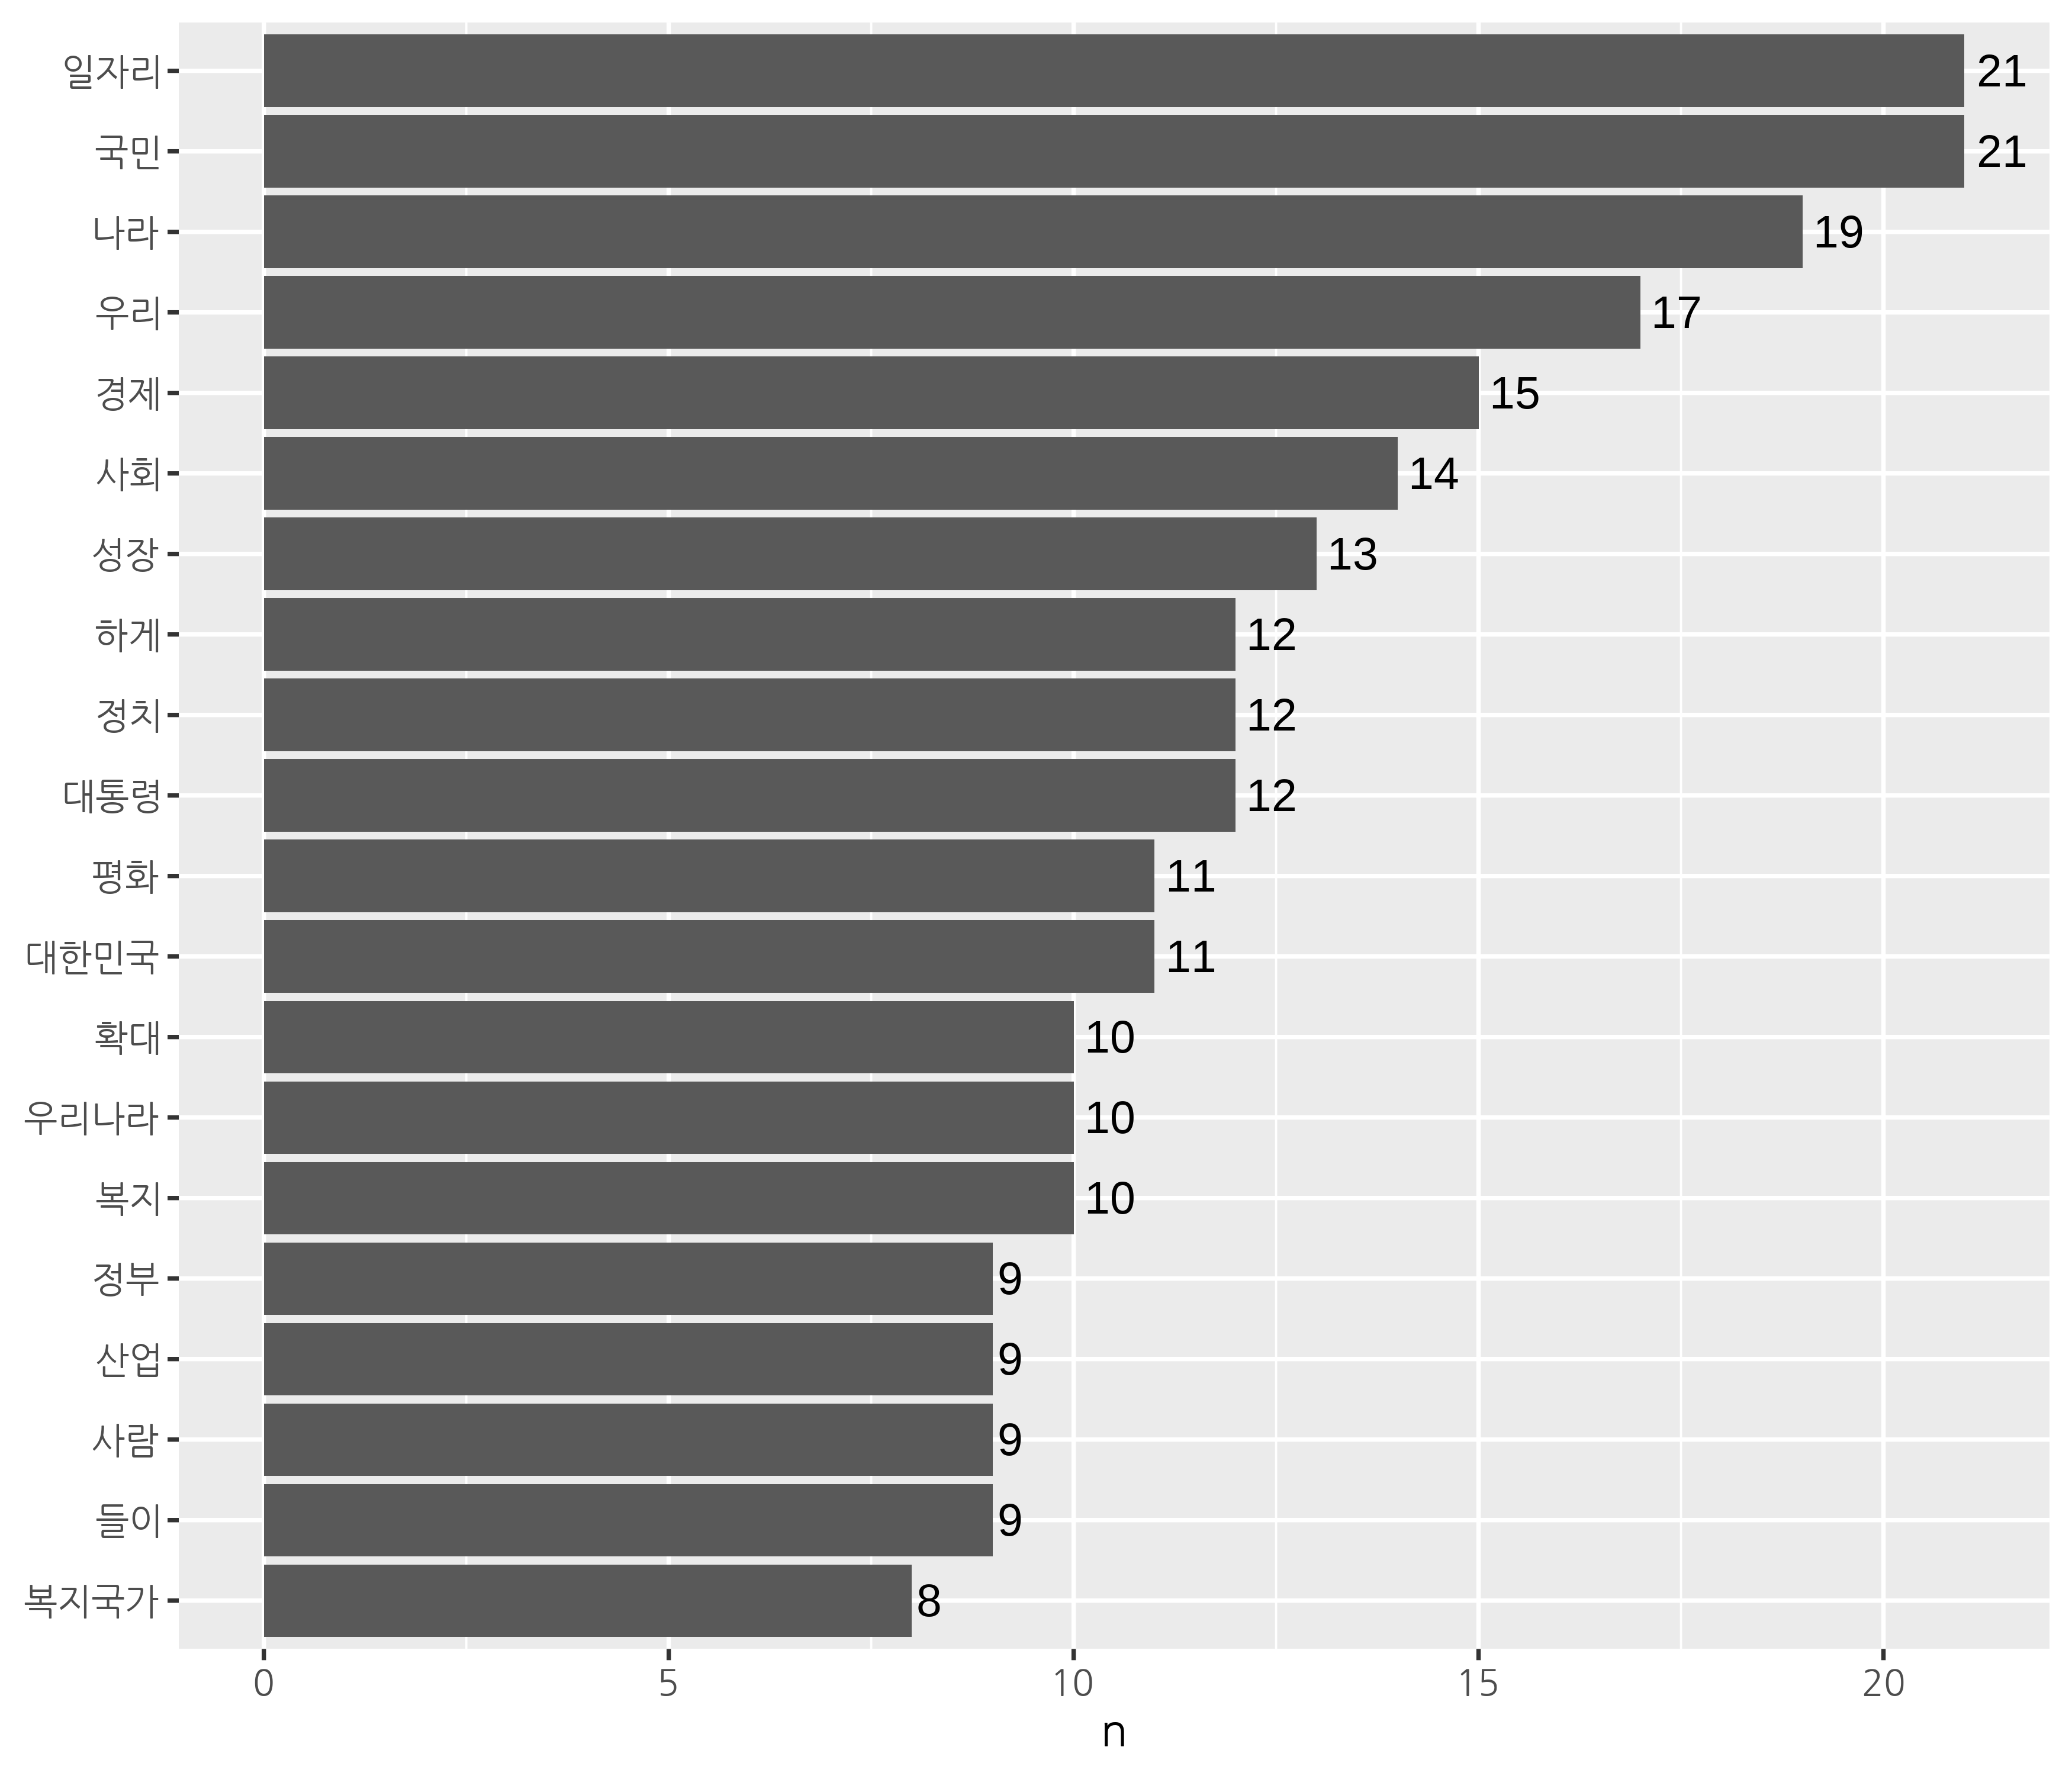 일자리 21
국민 21
나라 19
우리 17
경제 15
사회 14
성장 13
하게 12
정치 12
대통령 12
평화 11
대한민국 11
확대 10
우리나라 10
복지 10
정부 9
산업 9
사람 9
들이 9
복지국가 8
0 5 10 15 20
n